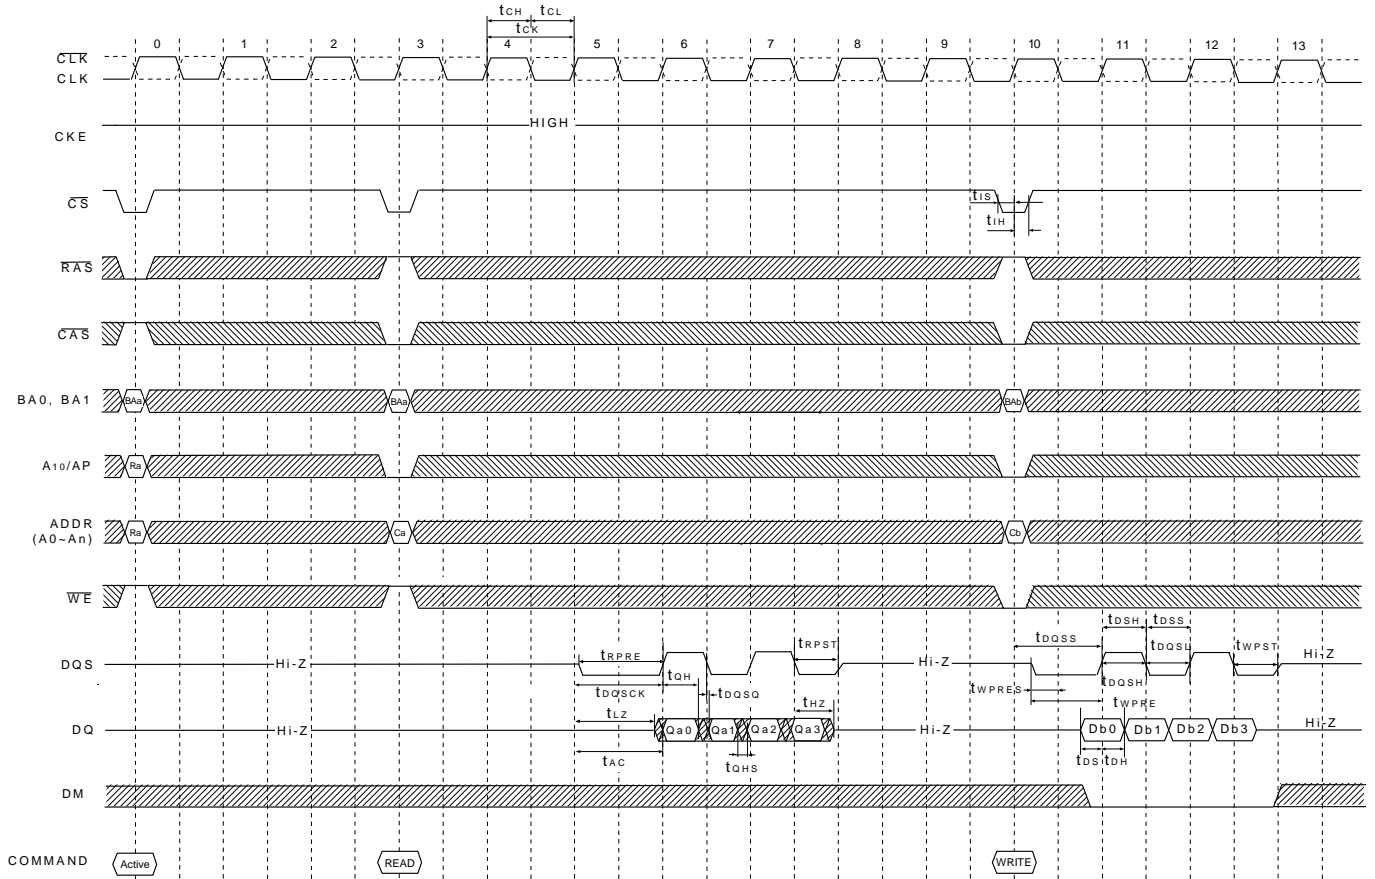 tCH tCL
tCK
0 1 2 3 4 5 6 7 8 9 10 11 12 13
CLK
CLK
HIGH
CKE
tIS
CS
tIH
RAS
CAS
BA0, BA1 BAa BAa BAb
A10/AP Ra
ADDR
(A0~An) Ra Ca Cb
WE
tDSH tDSS
tRPRE tRPST tDQSS tDQSL tWPST
DQS Hi-Z Hi-Z Hi-Z
tQH tDQSH
tDQSCK tDQSQ tWPRES
tLZ tHZ tWPRE
DQ Hi-Z Qa0 Qa1 Qa2 Qa3 Hi-Z Db0 Db1 Db2 Db3 Hi-Z
tAC tQHS tDS tDH
DM
COMMAND Active READ WRITE